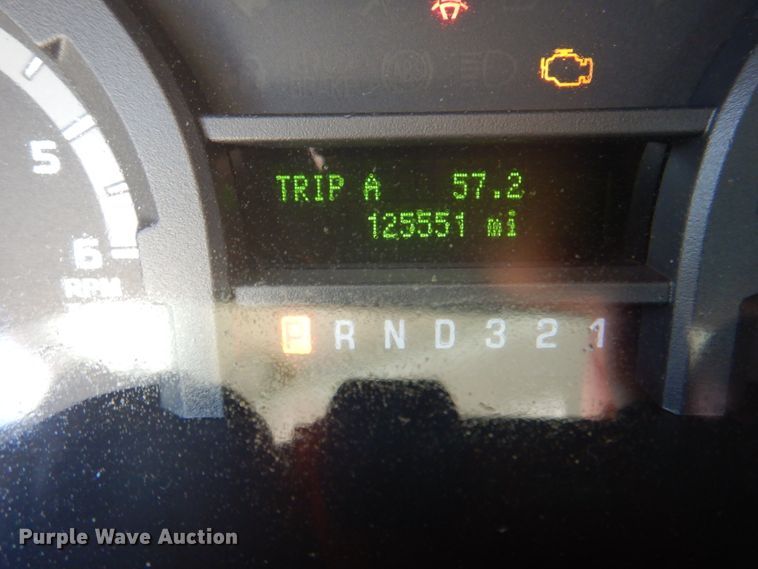 5
TRIP A 57.2
125551 mi
6
RPM
P R N D 3 2 1
Purple Wave Auction